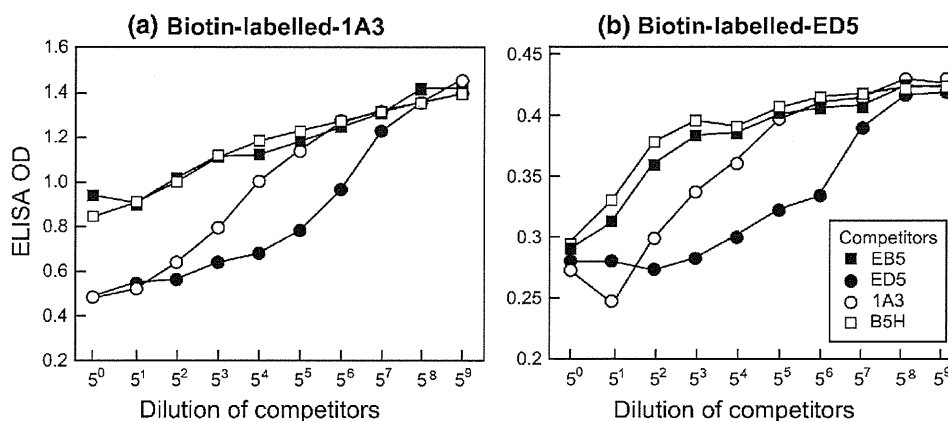 (a) Biotin-labelled-1A3
1.6
1.4
1.2
1.0
0.8
0.6
0.4
0.2
ELISA OD
5⁰ 5¹ 5² 5³ 5⁴ 5⁵ 5⁶ 5⁷ 5⁸ 5⁹
Dilution of competitors
(b) Biotin-labelled-ED5
0.45
0.4
0.35
0.3
0.25
0.2
Competitors
EB5
ED5
1A3
B5H
5⁰ 5¹ 5² 5³ 5⁴ 5⁵ 5⁶ 5⁷ 5⁸ 5⁹
Dilution of competitors